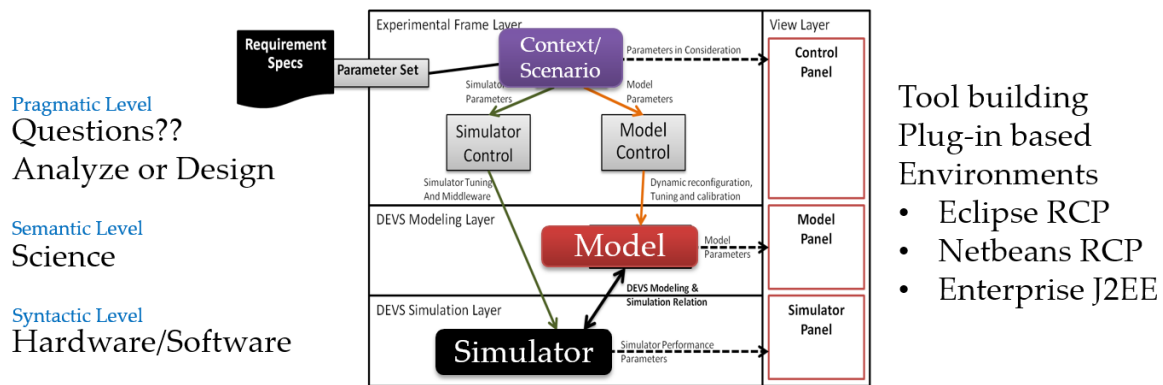 Requirement
Specs
Parameter Set
Pragmatic Level
Questions??
Analyze or Design
Semantic Level
Science
Syntactic Level
Hardware/Software
Experimental Frame Layer
Context/
Scenario
Parameters in Consideration
Simulator
Parameters
Model
Parameters
Simulator
Control
Model
Control
Simulator Tuning
And Middleware
Dynamic reconfiguration,
Tuning and calibration
DEVS Modeling Layer
Model
Model
Parameters
DEVS Modeling &
Simulation Relation
DEVS Simulation Layer
Simulator
Simulator Performance
Parameters
View Layer
Control
Panel
Model
Panel
Simulator
Panel
Tool building
Plug-in based
Environments
• Eclipse RCP
• Netbeans RCP
• Enterprise J2EE